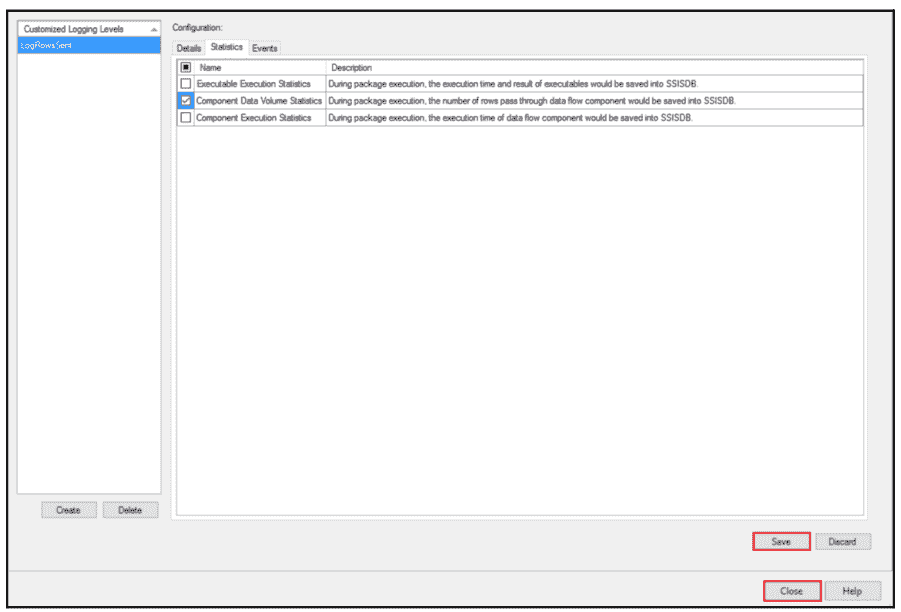 Customized Logging Levels
LogRowsSent
Configuration:
Details Statistics Events
Name Description
Executable Execution Statistics During package execution, the execution time and result of executables would be saved into SSISDB.
Component Data Volume Statistics During package execution, the number of rows pass through data flow component would be saved into SSISDB.
Component Execution Statistics During package execution, the execution time of data flow component would be saved into SSISDB.
Create Delete
Save Discard
Close Help